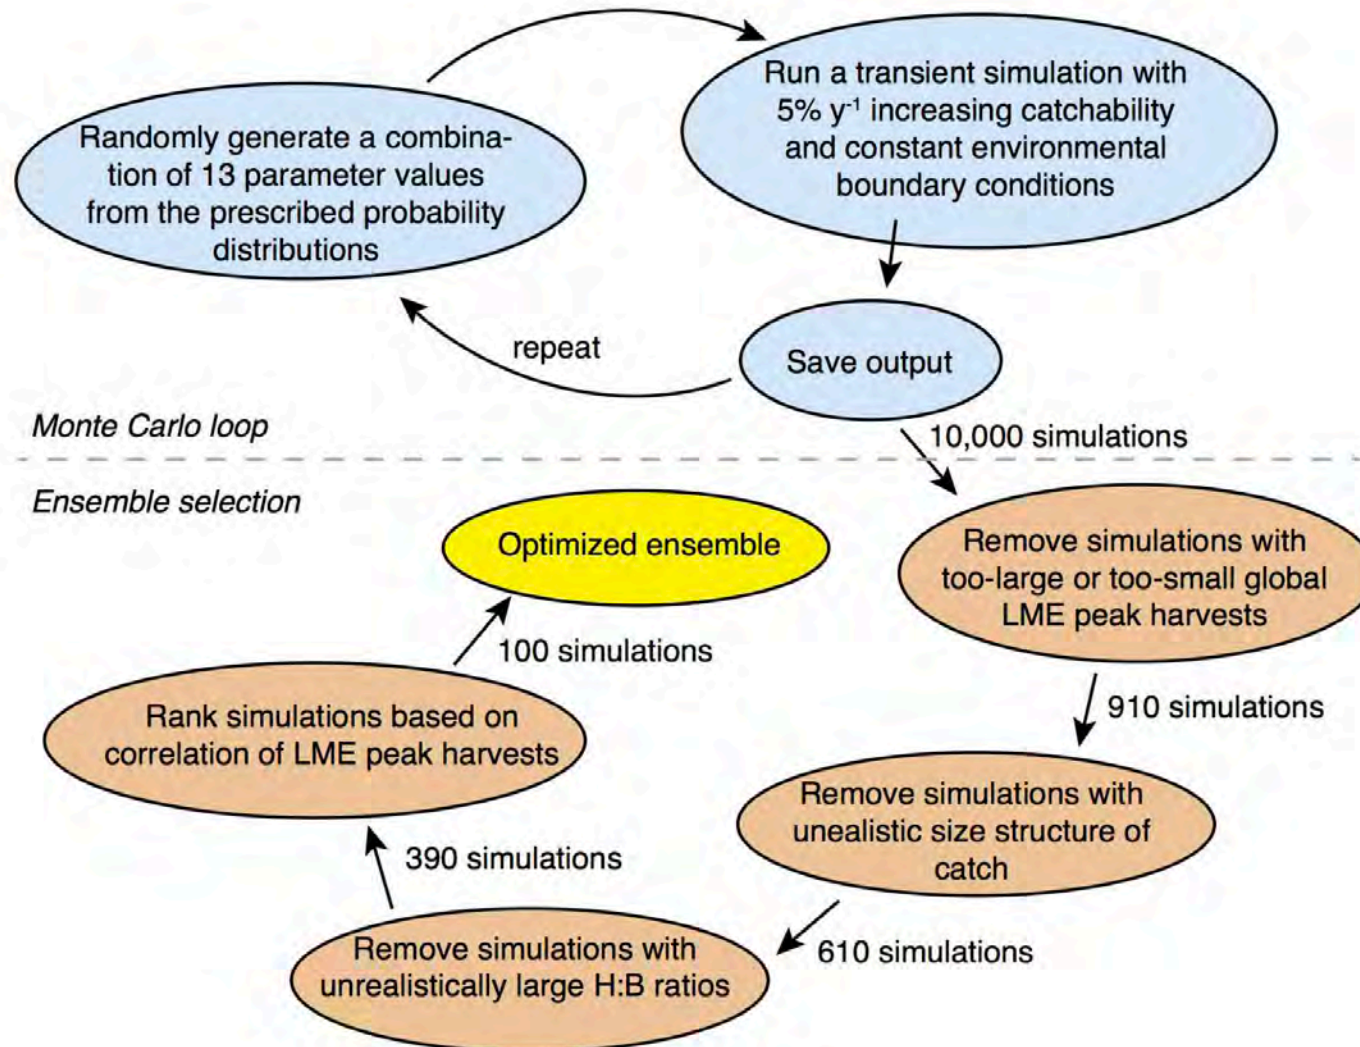 Randomly generate a combina-
tion of 13 parameter values
from the prescribed probability
distributions
Run a transient simulation with
5% y⁻¹ increasing catchability
and constant environmental
boundary conditions
repeat
Save output
Monte Carlo loop
10,000 simulations
Ensemble selection
Optimized ensemble
Remove simulations with
too-large or too-small global
LME peak harvests
100 simulations
910 simulations
Rank simulations based on
correlation of LME peak harvests
Remove simulations with
unealistic size structure of
catch
390 simulations
610 simulations
Remove simulations with
unrealistically large H:B ratios